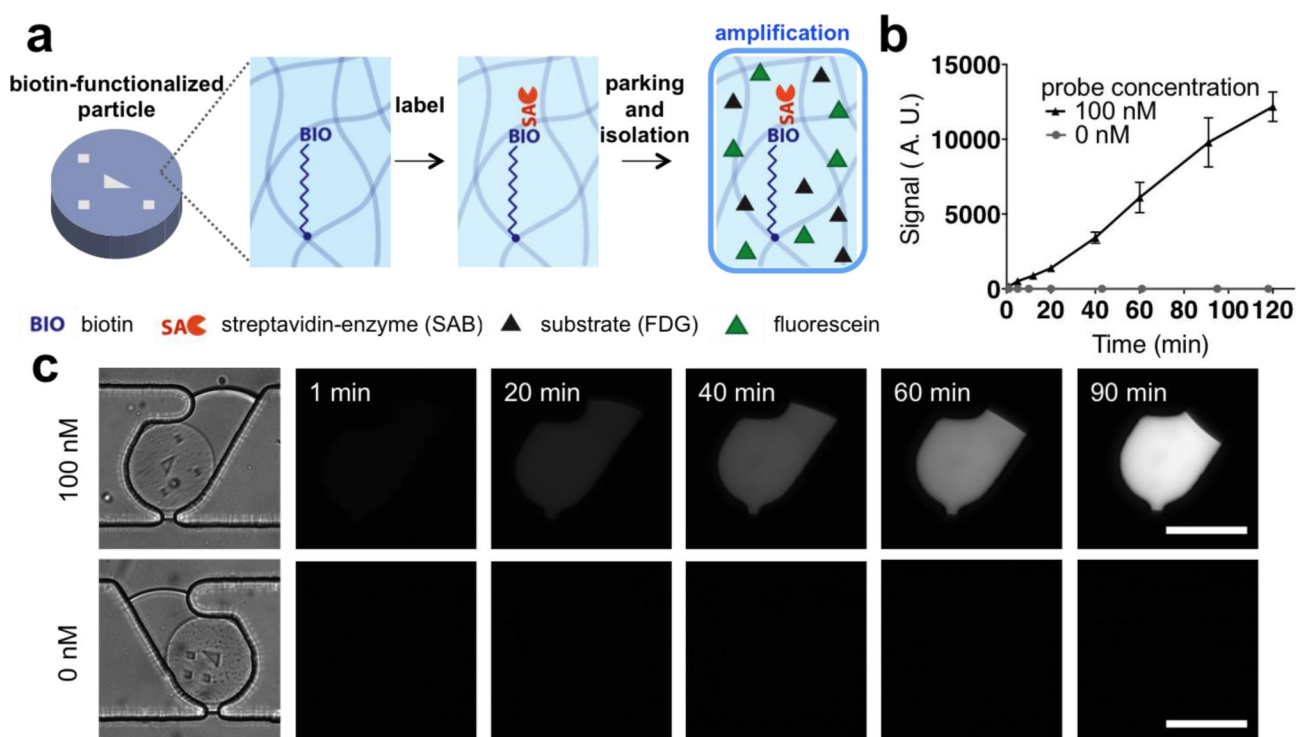 a
biotin-functionalized
particle
BIO
label
SA
BIO
parking
and
isolation
amplification
SA
BIO
BIO biotin
SA streptavidin-enzyme (SAB)
substrate (FDG)
fluorescein
b
Signal ( A. U.)
15000
10000
5000
0
probe concentration
100 nM
0 nM
0 20 40 60 80 100 120
Time (min)
c
100 nM
1 min
20 min
40 min
60 min
90 min
0 nM